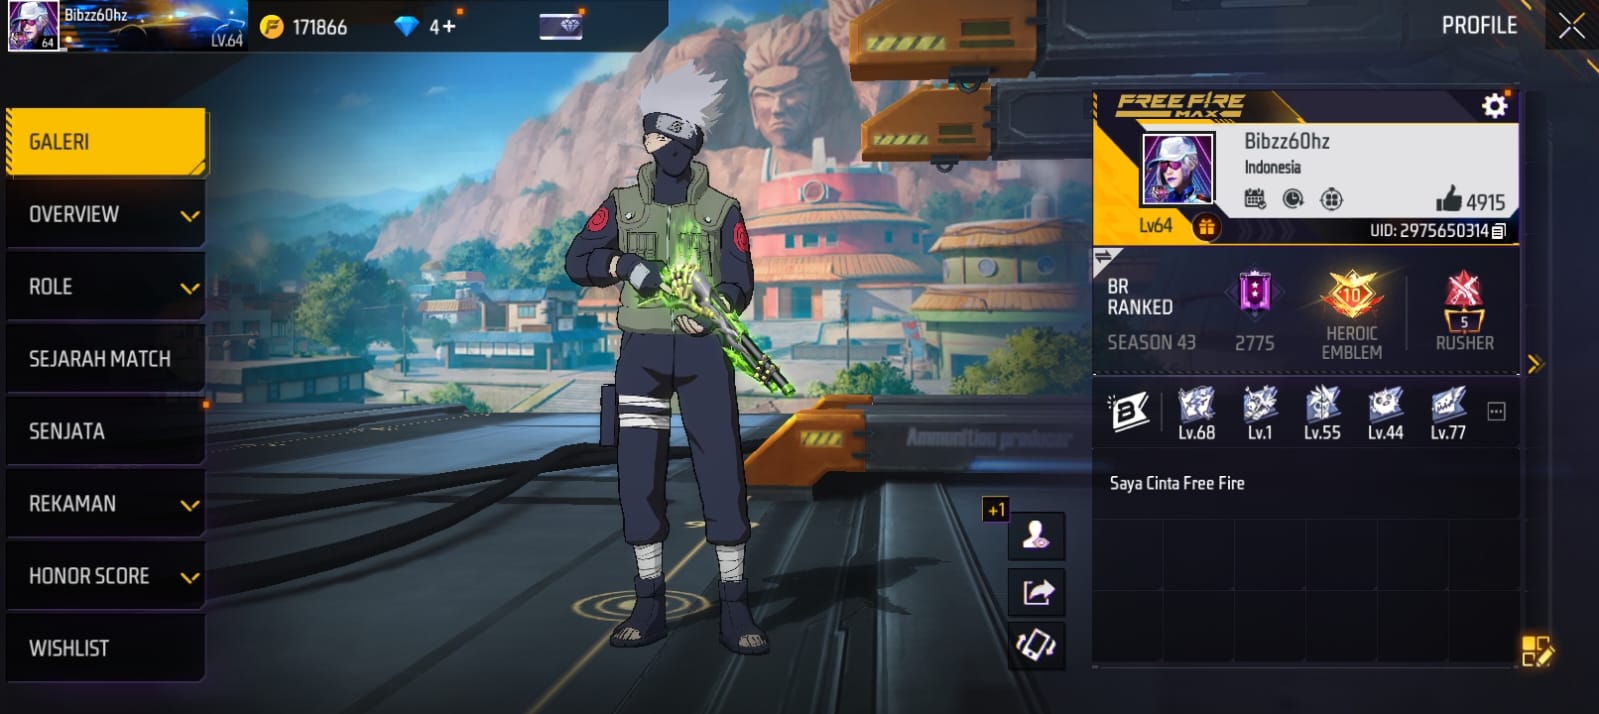 Bibzz60hz
64
LV.64
171866
4+
PROFILE
GALERI
OVERVIEW
ROLE
SEJARAH MATCH
SENJATA
REKAMAN
HONOR SCORE
WISHLIST
Ammunition producer
+1
FREE FIRE
MAX
Bibzz60hz
Indonesia
4915
Lv64
UID: 2975650314
BR
RANKED
SEASON 43
2775
10
HEROIC
EMBLEM
5
RUSHER
B
Lv.68
Lv.1
Lv.55
Lv.44
Lv.77
Saya Cinta Free Fire